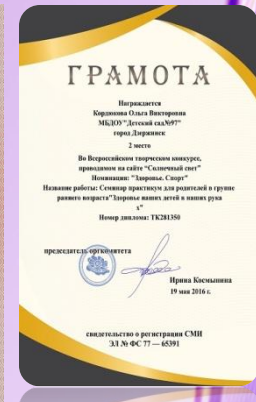 ГРАМОТА
Награждается
Кордюкова Ольга Викторовна
МБДОУ"Детский сад№97"
город Дзержинск
2 место
Во Всероссийском творческом конкурсе,
проводимом на сайте "Солнечный свет"
Номинация: "Здоровье. Спорт"
Название работы: Семинар практикум для родителей в группе
раннего возраста"Здоровье наших детей в наших рука
х"
Номер диплома: ТК281350
председатель оргкомитета
Ирина Космынина
19 мая 2016 г.
свидетельство о регистрации СМИ
ЭЛ № ФС 77 — 65391